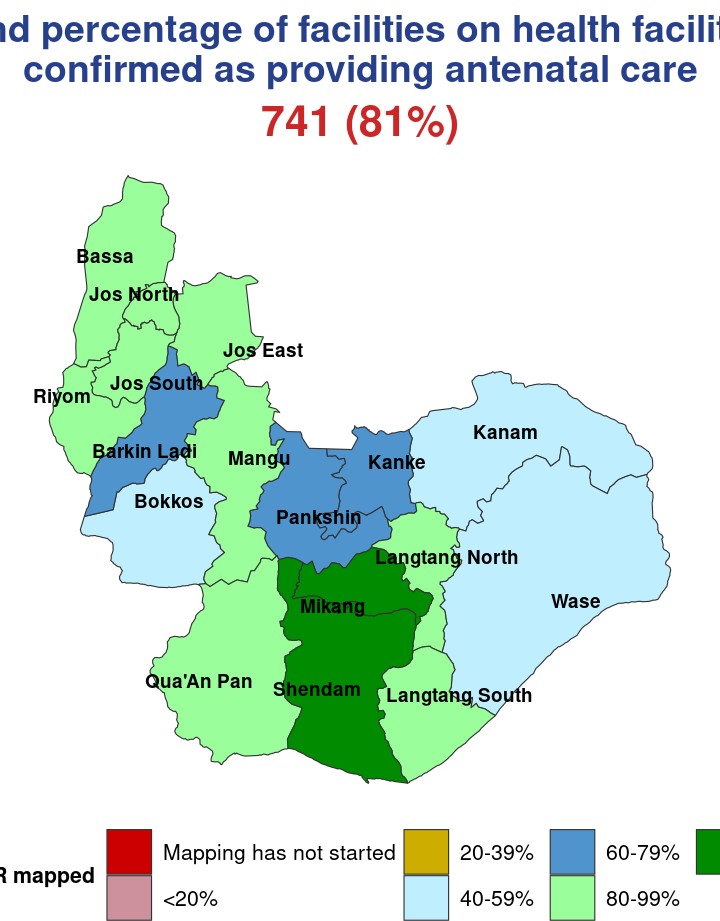 percentage of facilities on health
confirmed as providing antenatal care
741 (81%)
Bassa
Jos North
Jos East
Jos South
Riyom
Barkin Ladi
Mangu
Kanke
Kanam
Bokkos
Pankshin
Langtang North
Mikang
Wase
Qua'An Pan
Shendam
Langtang South
Mapping has not started
20-39%
60-79%
mapped
<20%
40-59%
80-99%